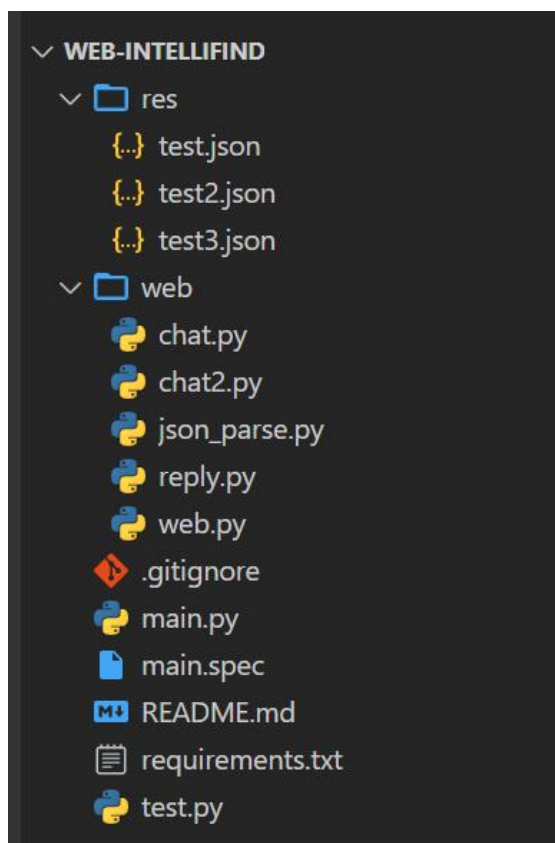 WEB-INTELLIFIND
res
{..} test.json
{..} test2.json
{..} test3.json
web
chat.py
chat2.py
json_parse.py
reply.py
web.py
.gitignore
main.py
main.spec
M↓ README.md
requirements.txt
test.py